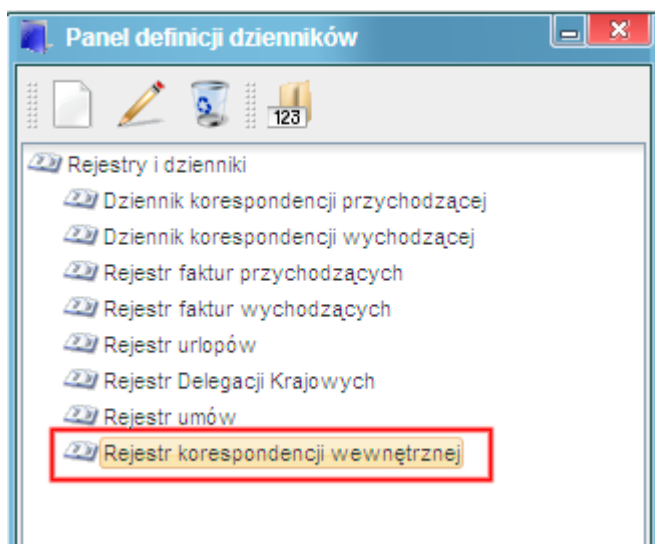 Panel definicji dzienników
123
Rejestry i dzienniki
Dziennik korespondencji przychodzącej
Dziennik korespondencji wychodzącej
Rejestr faktur przychodzących
Rejestr faktur wychodzących
Rejestr urlopów
Rejestr Delegacji Krajowych
Rejestr umów
Rejestr korespondencji wewnętrznej